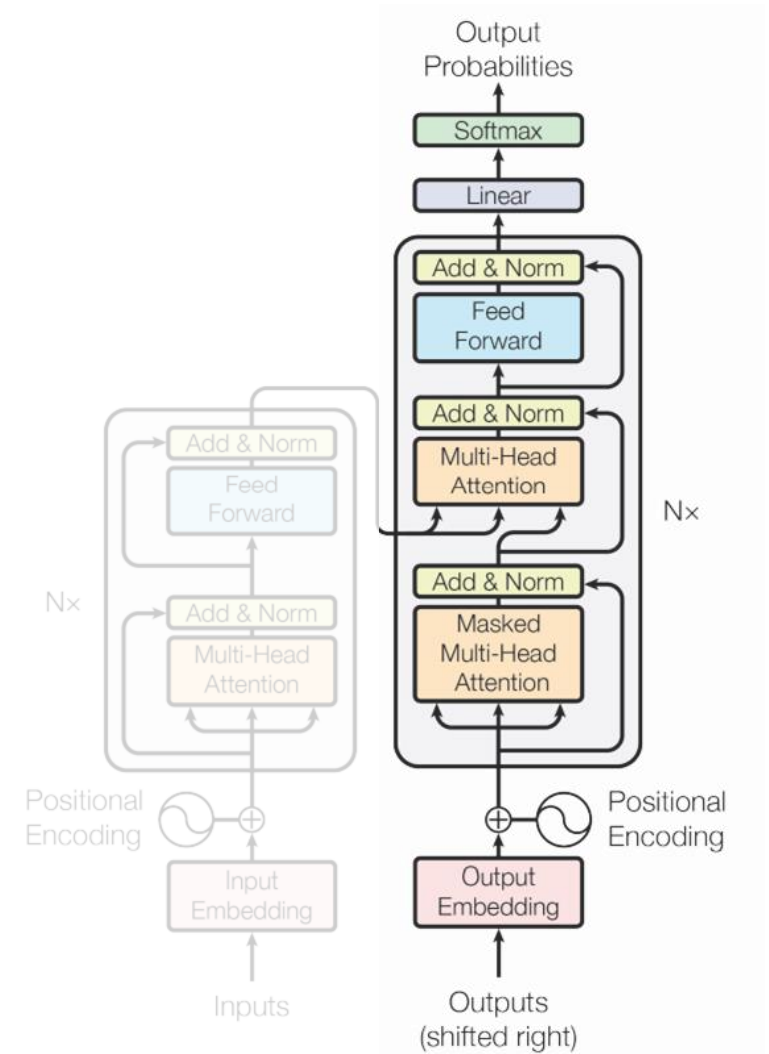 Output
Probabilities
Softmax
Linear
Add & Norm
Feed
Forward
Add & Norm
Multi-Head
Attention
Add & Norm
Masked
Multi-Head
Attention
N×
Positional
Encoding
Output
Embedding
Outputs
(shifted right)
Add & Norm
Feed
Forward
Add & Norm
Multi-Head
Attention
N×
Positional
Encoding
Input
Embedding
Inputs